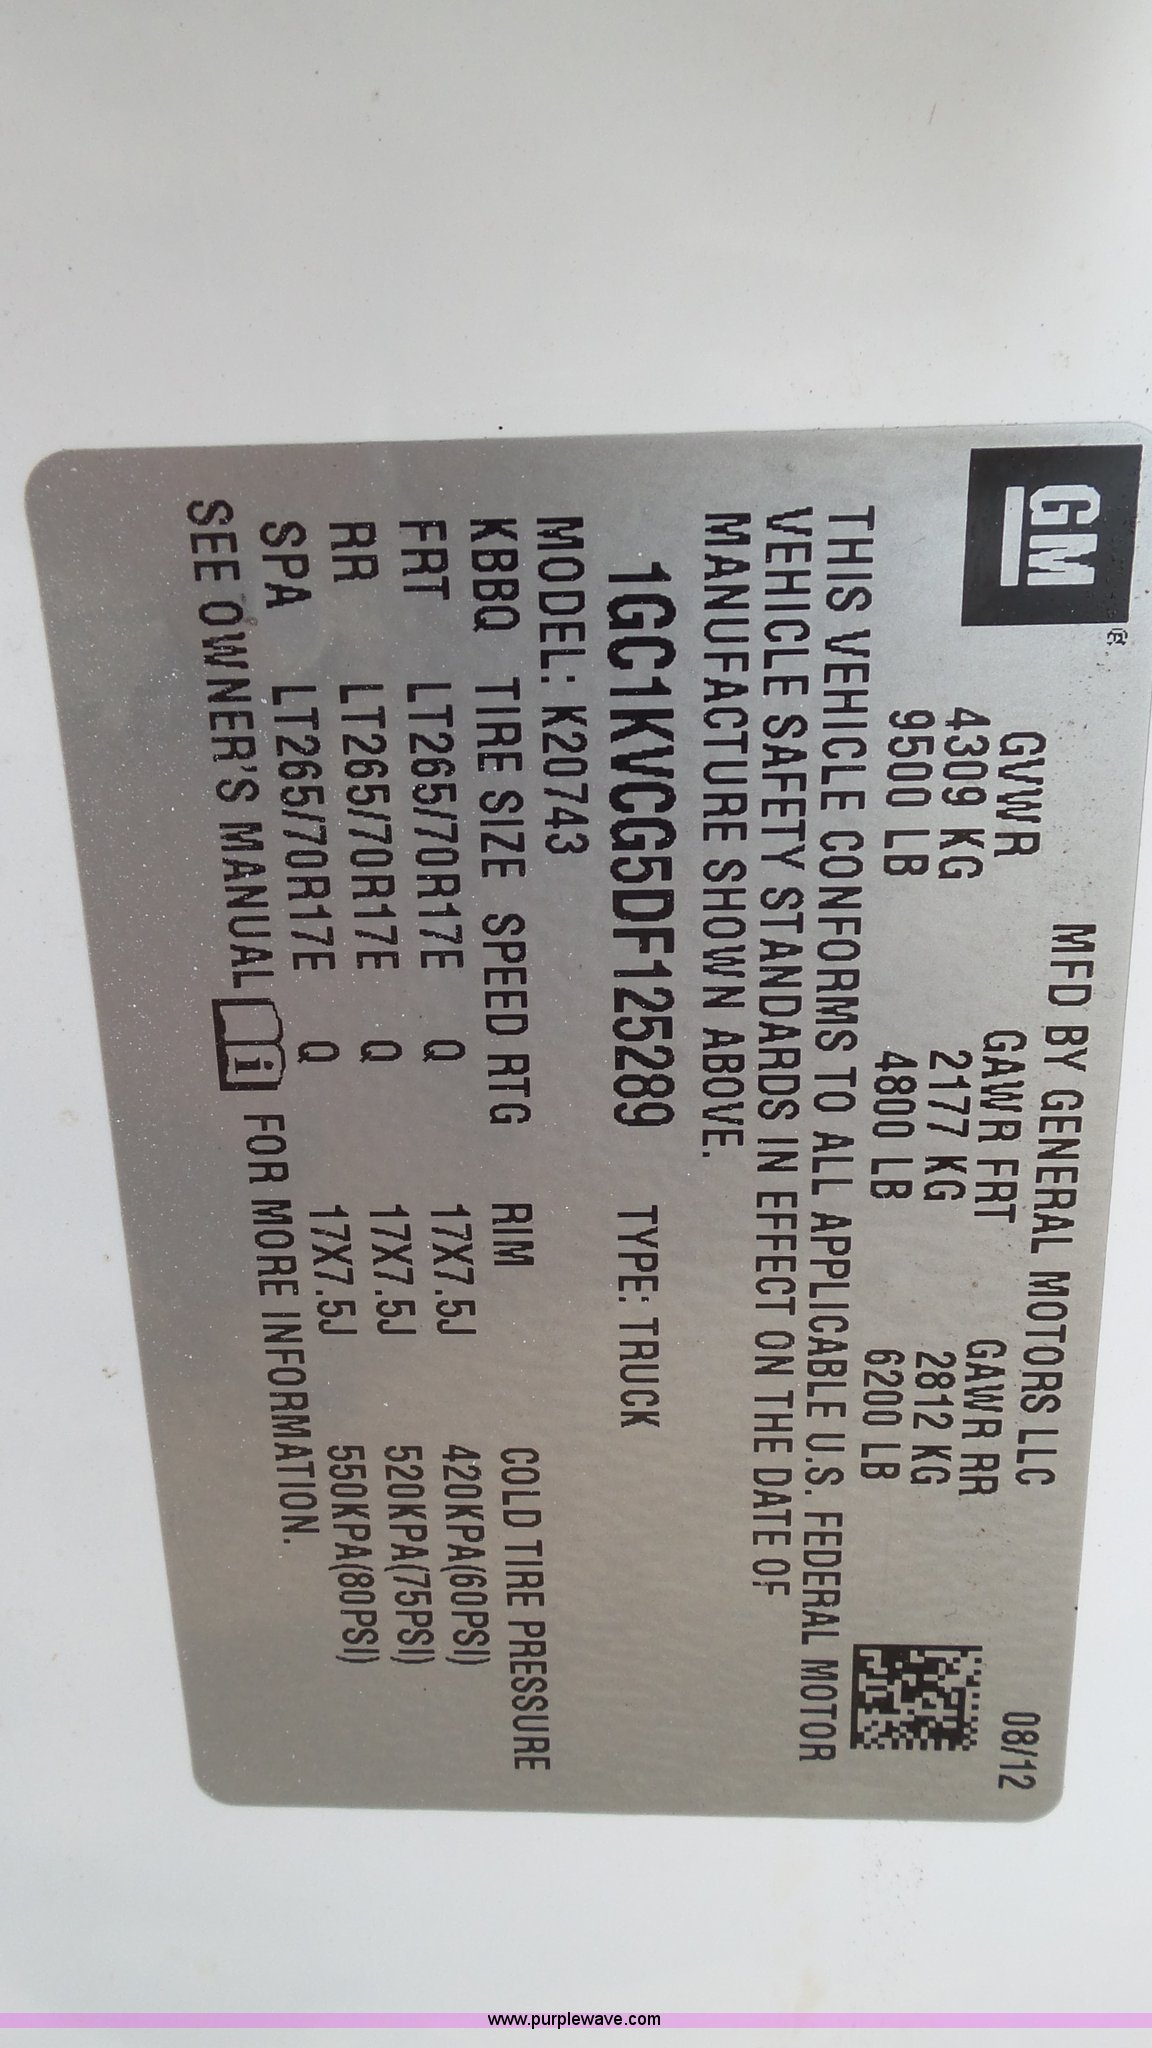 GM
MFD BY GENERAL MOTORS LLC 08/12
GVWR GAWR FRT GAWR RR
4309 KG 2177 KG 2812 KG
9500 LB 4800 LB 6200 LB
THIS VEHICLE CONFORMS TO ALL APPLICABLE U.S. FEDERAL MOTOR
VEHICLE SAFETY STANDARDS IN EFFECT ON THE DATE OF
MANUFACTURE SHOWN ABOVE.
1GC1KVCG5DF125289 TYPE: TRUCK
MODEL: K20743
KBBQ TIRE SIZE SPEED RTG RIM COLD TIRE PRESSURE
FRT LT265/70R17E Q 17X7.5J 420KPA(60PSI)
RR LT265/70R17E Q 17X7.5J 520KPA(75PSI)
SPA LT265/70R17E Q 17X7.5J 550KPA(80PSI)
SEE OWNER'S MANUAL i FOR MORE INFORMATION.
www.purplewave.com